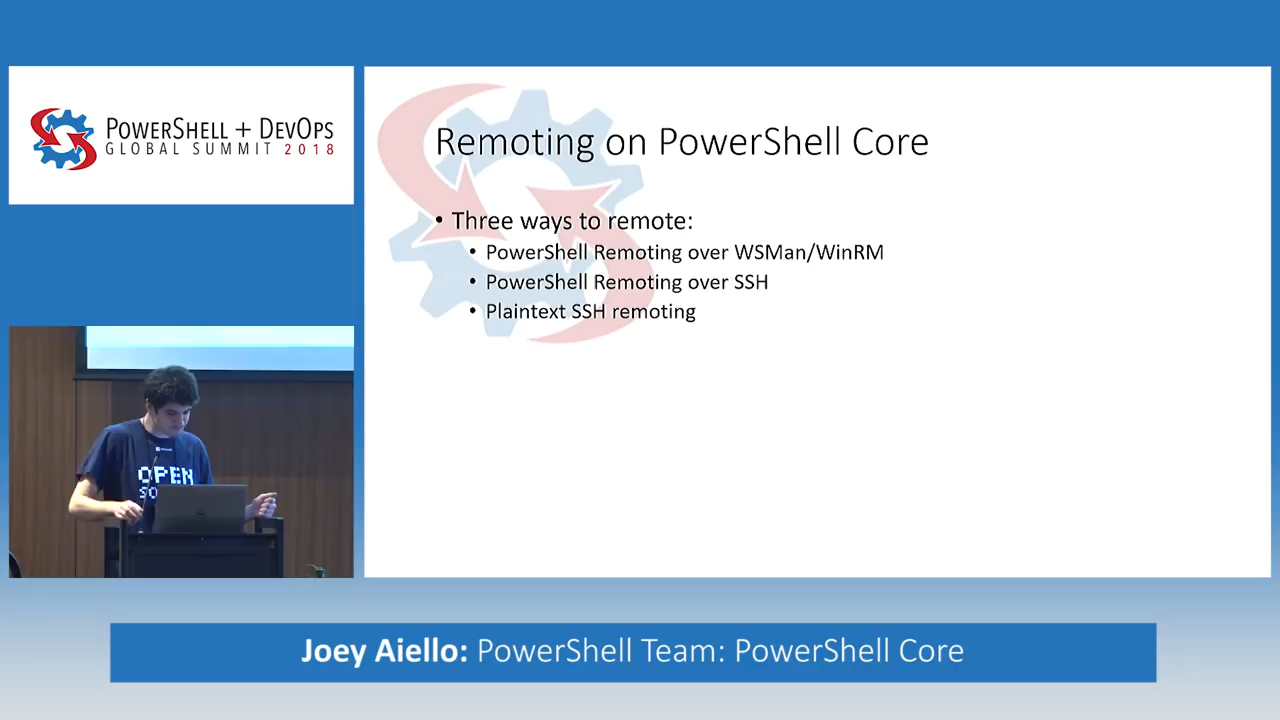 POWERSHELL + DEVOPS
GLOBAL SUMMIT 2018
Remoting on PowerShell Core
• Three ways to remote:
• PowerShell Remoting over WSMan/WinRM
• PowerShell Remoting over SSH
• Plaintext SSH remoting
OPEN
SO
Joey Aiello: PowerShell Team: PowerShell Core